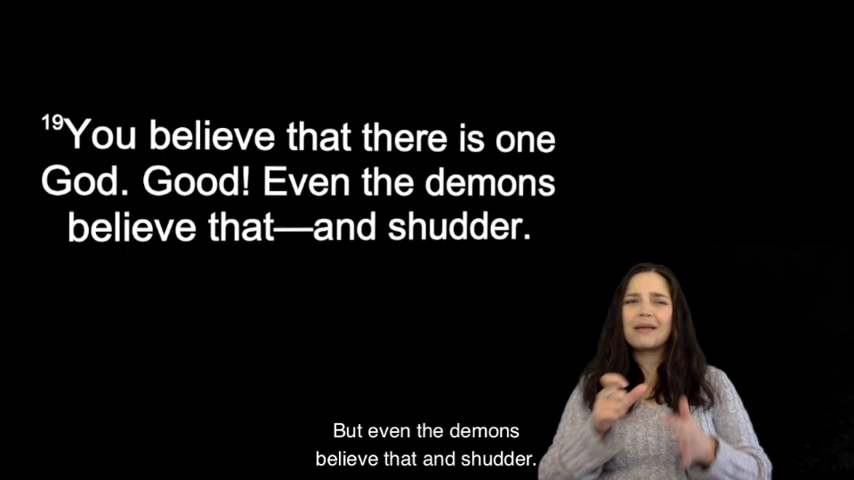 19You believe that there is one
God. Good! Even the demons
believe that—and shudder.
But even the demons
believe that and shudder.